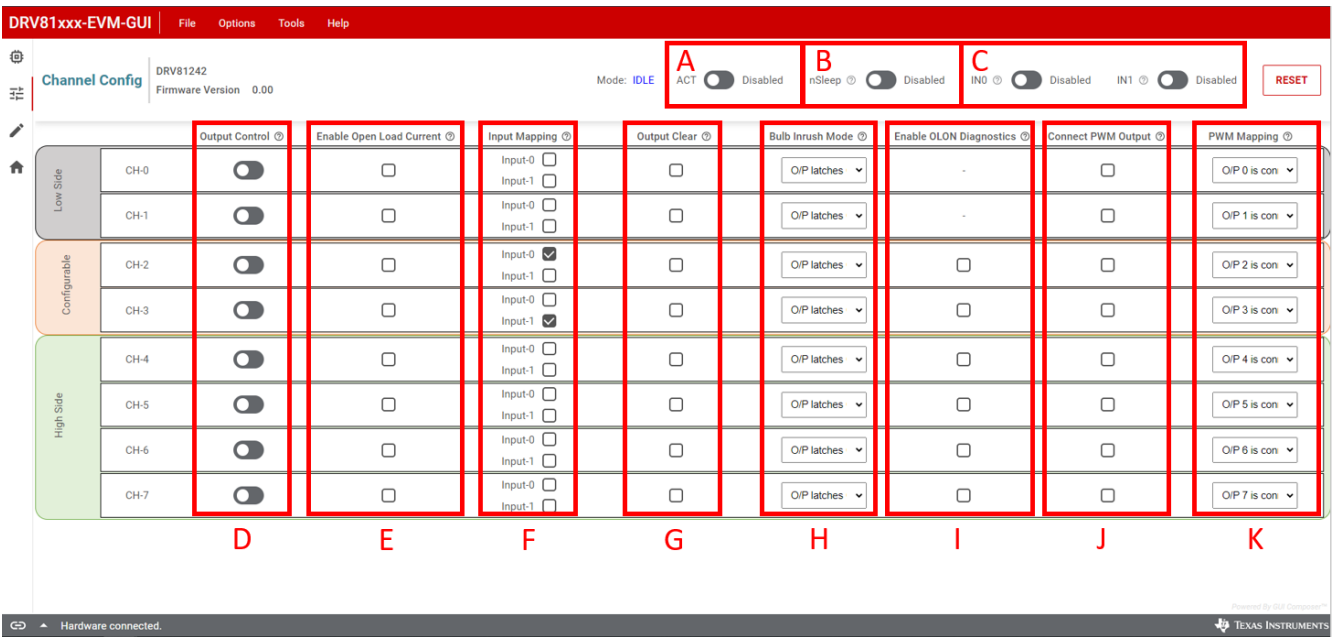 DRV81xxx-EVM-GUI File Options Tools Help
Channel Config DRV81242 Firmware Version 0.00 Mode: IDLE A ACT Disabled B nSleep Disabled C IN0 Disabled IN1 Disabled RESET
Output Control Enable Open Load Current Input Mapping Output Clear Bulb Inrush Mode Enable OLON Diagnostics Connect PWM Output PWM Mapping
Low Side
CH-0 Input-0 O/P latches - O/P 0 is con
Input-1
CH-1 Input-0 O/P latches - O/P 1 is con
Input-1
Configurable
CH-2 Input-0 O/P latches O/P 2 is con
Input-1
CH-3 Input-0 O/P latches O/P 3 is con
Input-1
High Side
CH-4 Input-0 O/P latches O/P 4 is con
Input-1
CH-5 Input-0 O/P latches O/P 5 is con
Input-1
CH-6 Input-0 O/P latches O/P 6 is con
Input-1
CH-7 Input-0 O/P latches O/P 7 is con
Input-1
D E F G H I J K
Powered By GUI Composer™
Hardware connected. TEXAS INSTRUMENTS